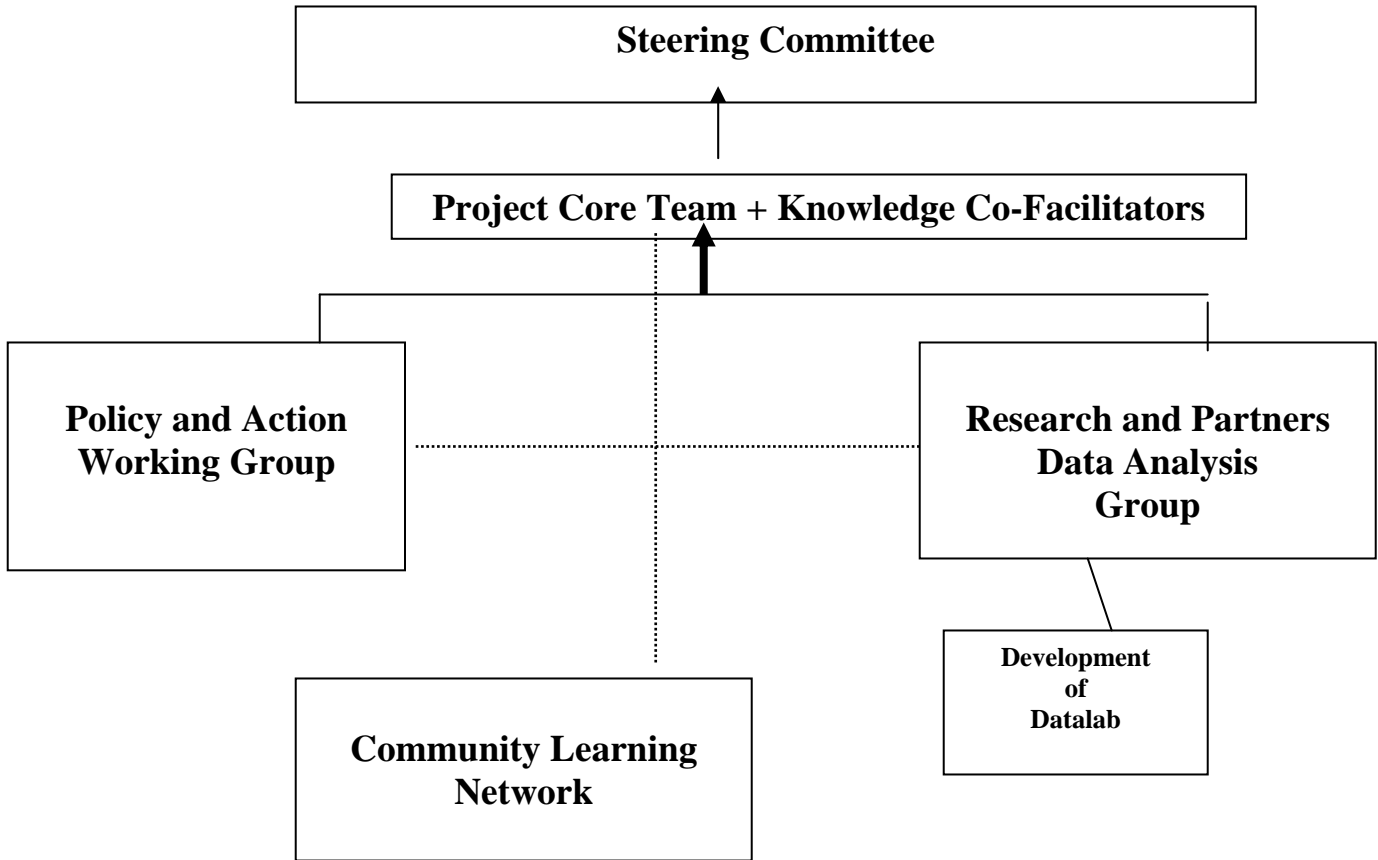 Steering Committee
Project Core Team + Knowledge Co-Facilitators
Policy and Action
Working Group
Research and Partners
Data Analysis
Group
Development
of
Datalab
Community Learning
Network